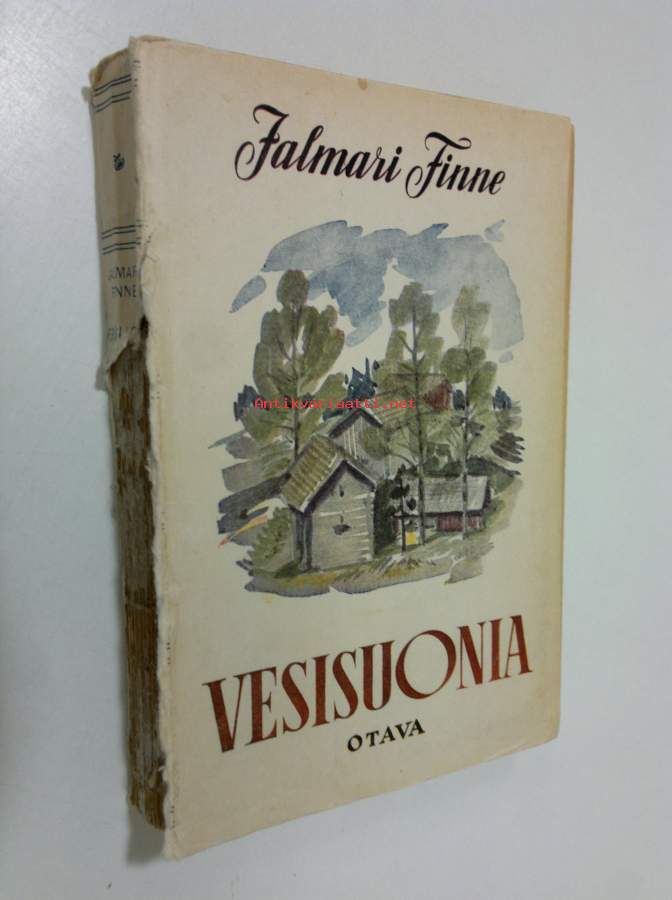 Jalmari Finne
Antikvariaatti.net
VESISUONIA
OTAVA